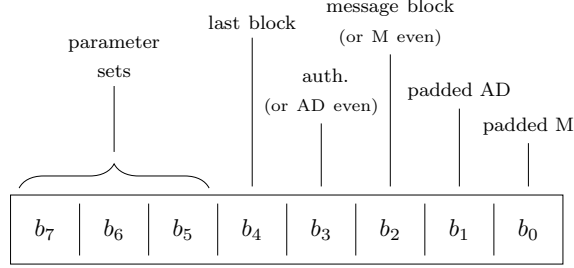 message block
(or M even)
last block
parameter
sets
auth.
(or AD even)
padded AD
padded M
b7 b6 b5 b4 b3 b2 b1 b0